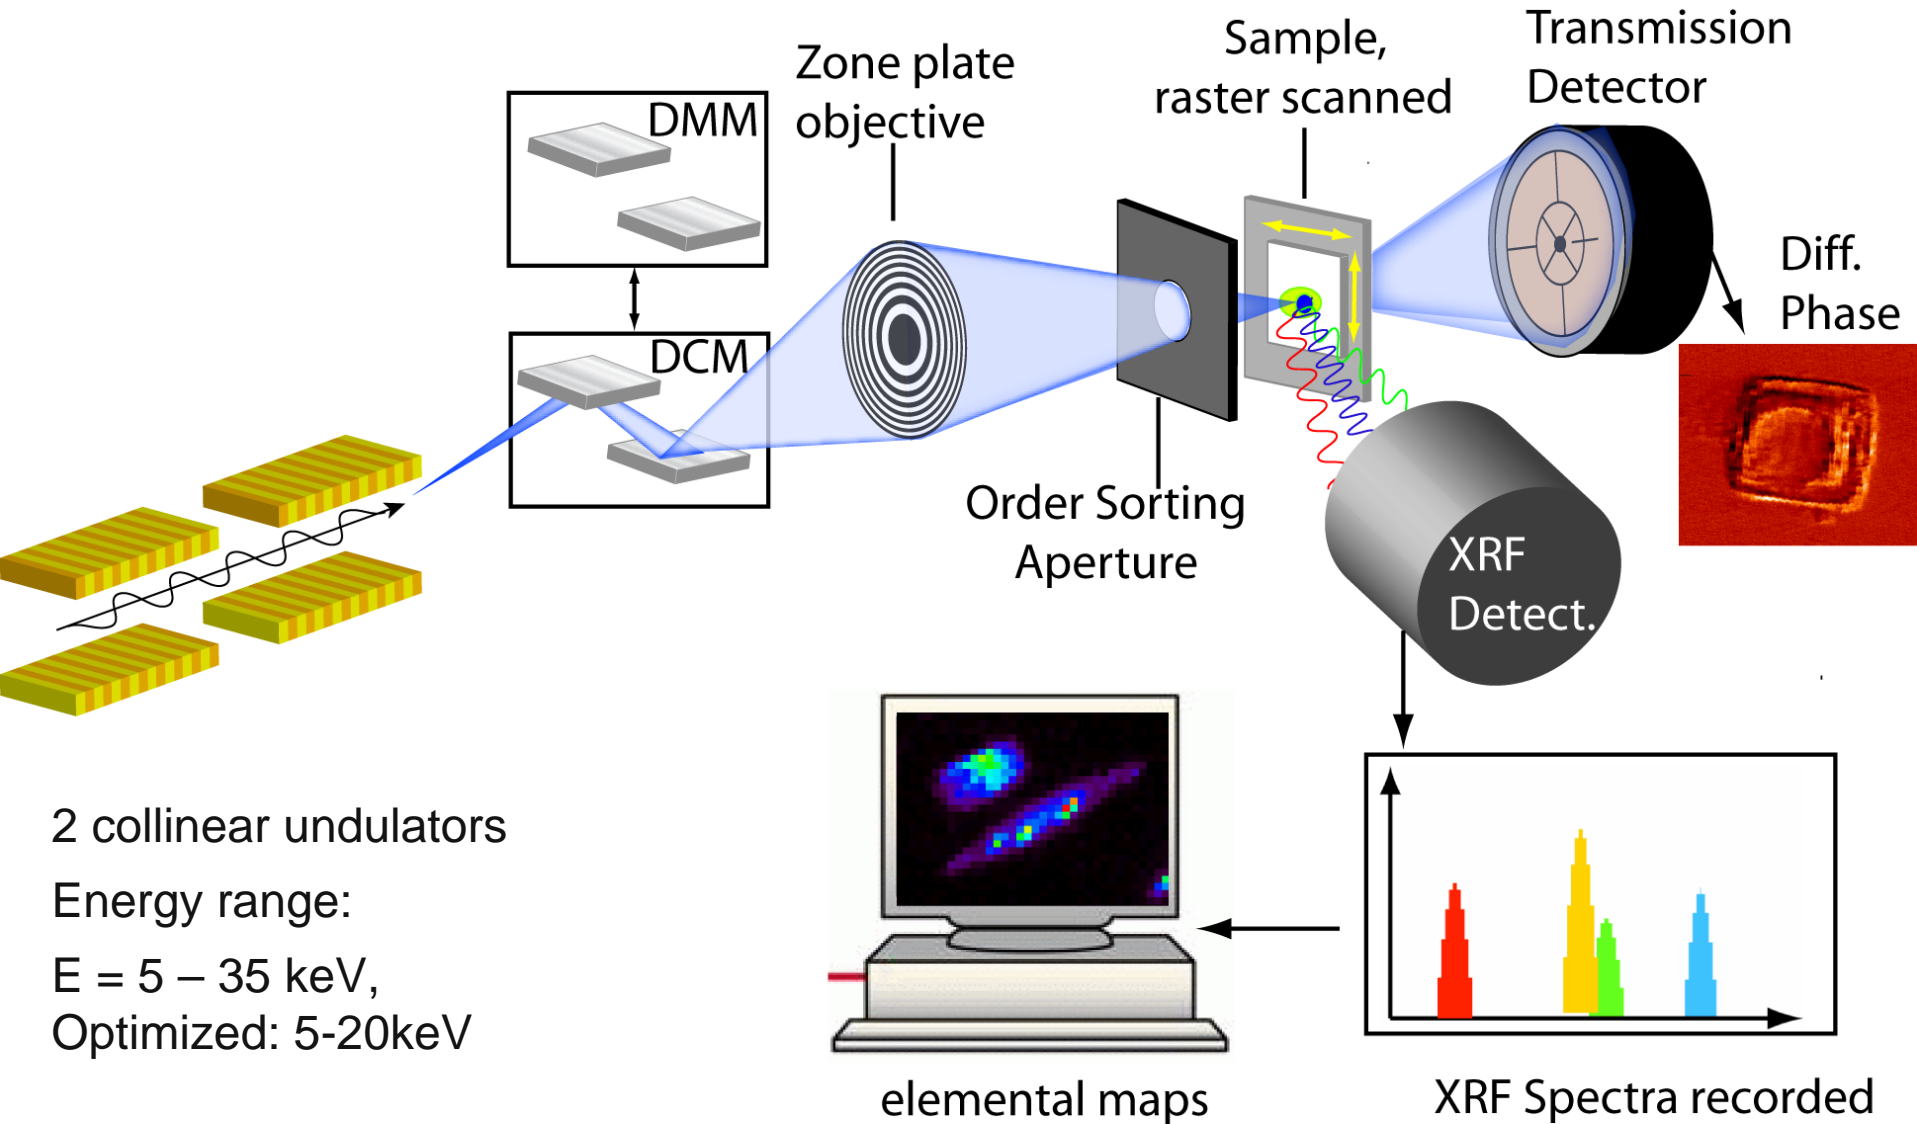 Zone plate
objective
Sample,
raster scanned
Transmission
Detector
DMM
DCM
Diff.
Phase
Order Sorting
Aperture
XRF
Detect.
2 collinear undulators
Energy range:
E = 5 – 35 keV,
Optimized: 5-20keV
elemental maps
XRF Spectra recorded